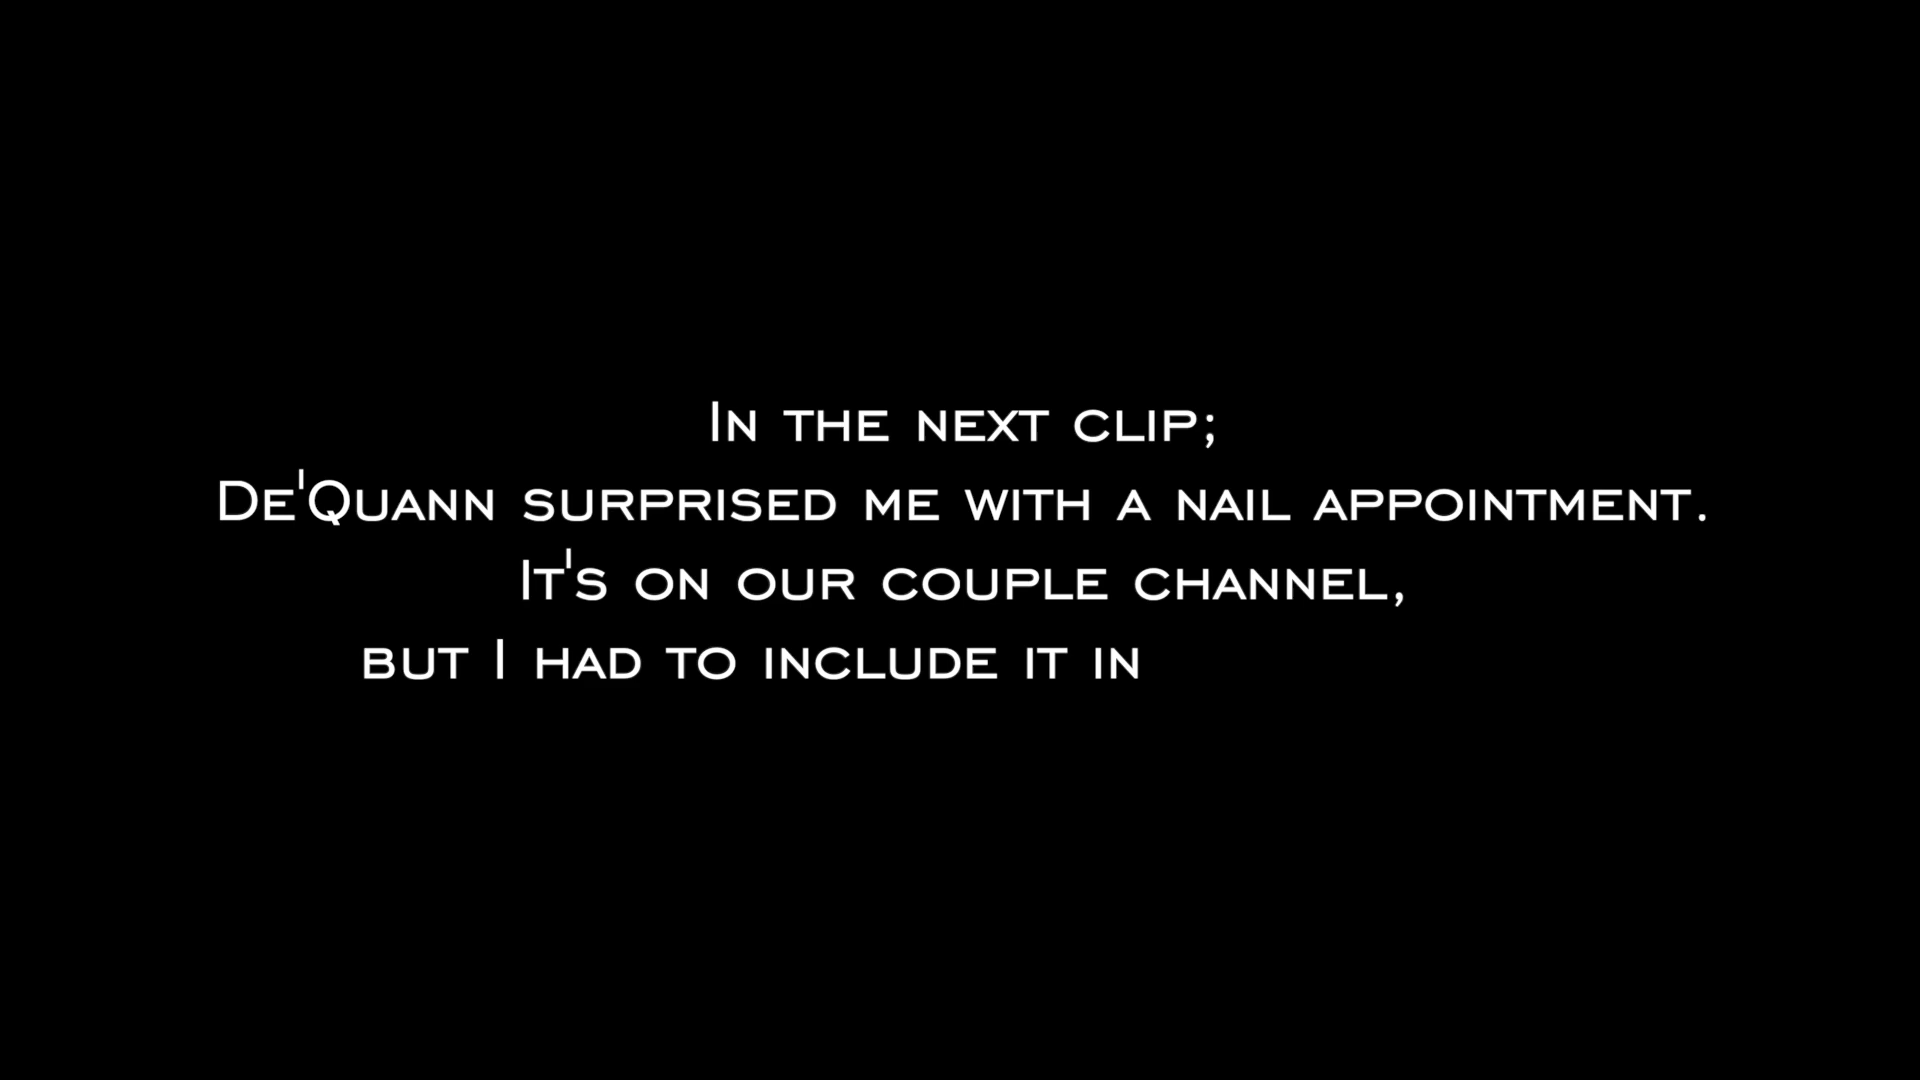 In the next clip;
De'Quann surprised me with a nail appointment.
It's on our couple channel,
but I had to include it in